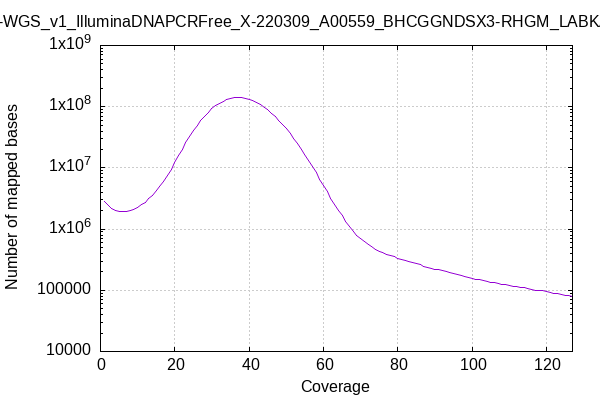 -WGS_v1_IlluminaDNAPCRFree_X-220309_A00559_BHCGGNDSX3-RHGM_LABK
1x10^9
1x10^8
1x10^7
1x10^6
100000
10000
Number of mapped bases
0 20 40 60 80 100 120
Coverage